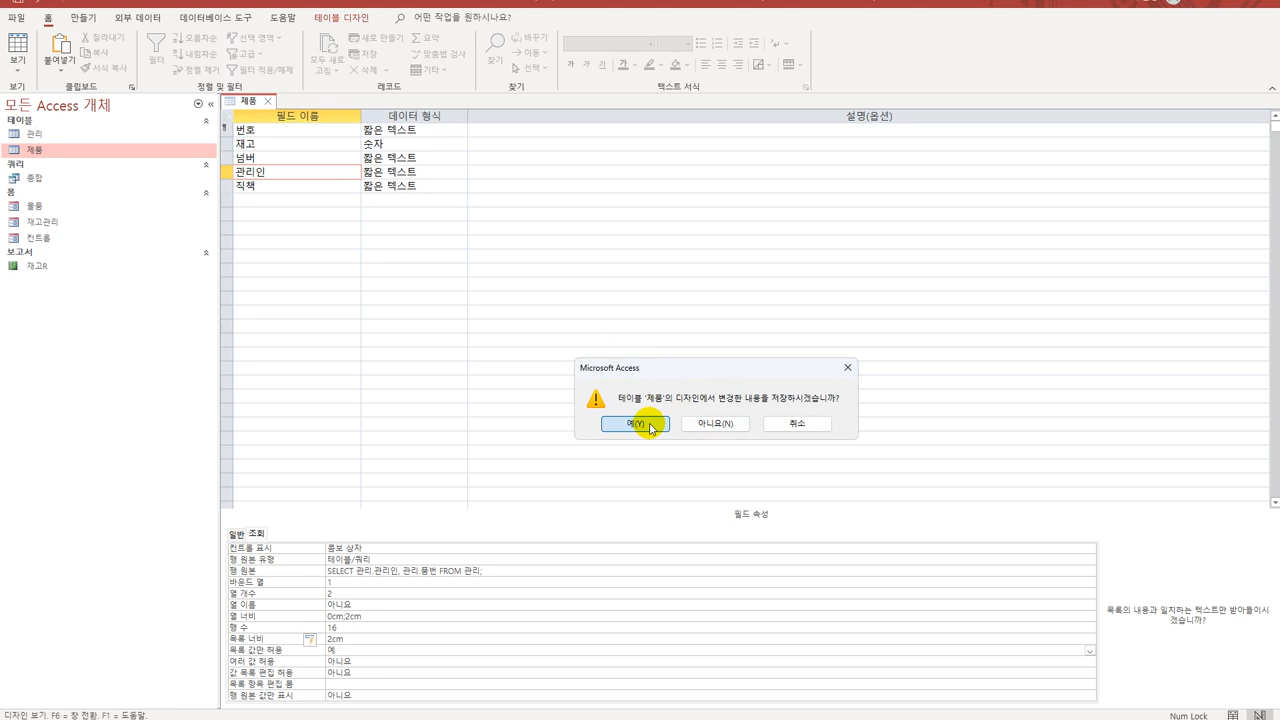 파일 홈 만들기 외부 데이터 데이터베이스 도구 도움말 테이블 디자인 어떤 작업을 원하시나요?
보기
붙여넣기
잘라내기
복사
서식 복사
필터
오름차순
내림차순
정렬 제거
선택 영역
고급
필터 적용/해제
모두 새로 고침
새로 만들기
저장
삭제
요약
맞춤법 검사
기타
찾기
바꾸기
이동
선택
가 가 가 가 가
보기 클립보드 정렬 및 필터 레코드 찾기 텍스트 서식
모든 Access 개체
테이블
관리
제품
쿼리
종합
폼
물품
재고관리
컨트롤
보고서
재고R
제품
필드 이름 데이터 형식 설명(옵션)
번호 짧은 텍스트
재고 숫자
넘버 짧은 텍스트
관리인 짧은 텍스트
직책 짧은 텍스트
Microsoft Access
테이블 '제품'의 디자인에서 변경한 내용을 저장하시겠습니까?
예(Y) 아니요(N) 취소
필드 속성
일반 조회
컨트롤 표시 콤보 상자
행 원본 유형 테이블/쿼리
행 원본 SELECT 관리.관리인, 관리.품번 FROM 관리;
바운드 열 1
열 개수 2
열 이름 아니요
열 너비 0cm;2cm
행 수 16
목록 너비 2cm
목록 값만 허용 예
여러 값 허용 아니요
값 목록 편집 허용 아니요
목록 항목 편집 폼
행 원본 값만 표시 아니요
목록의 내용과 일치하는 텍스트만 받아들이시
겠습니까?
디자인 보기. F6 = 창 전환. F1 = 도움말. Num Lock